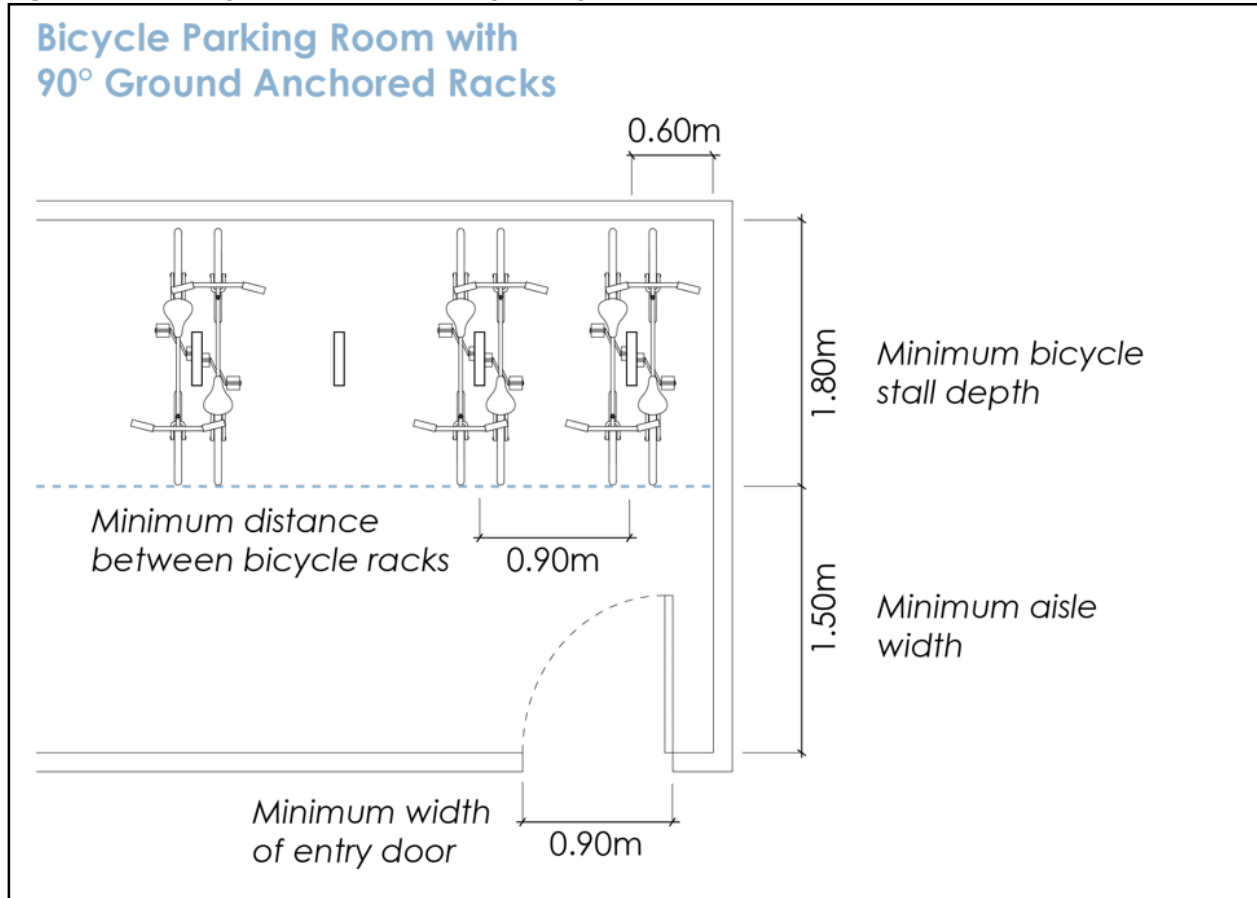 Bicycle Parking Room with
90° Ground Anchored Racks
0.60m
1.80m
Minimum bicycle
stall depth
Minimum distance
between bicycle racks
0.90m
1.50m
Minimum aisle
width
Minimum width
of entry door
0.90m